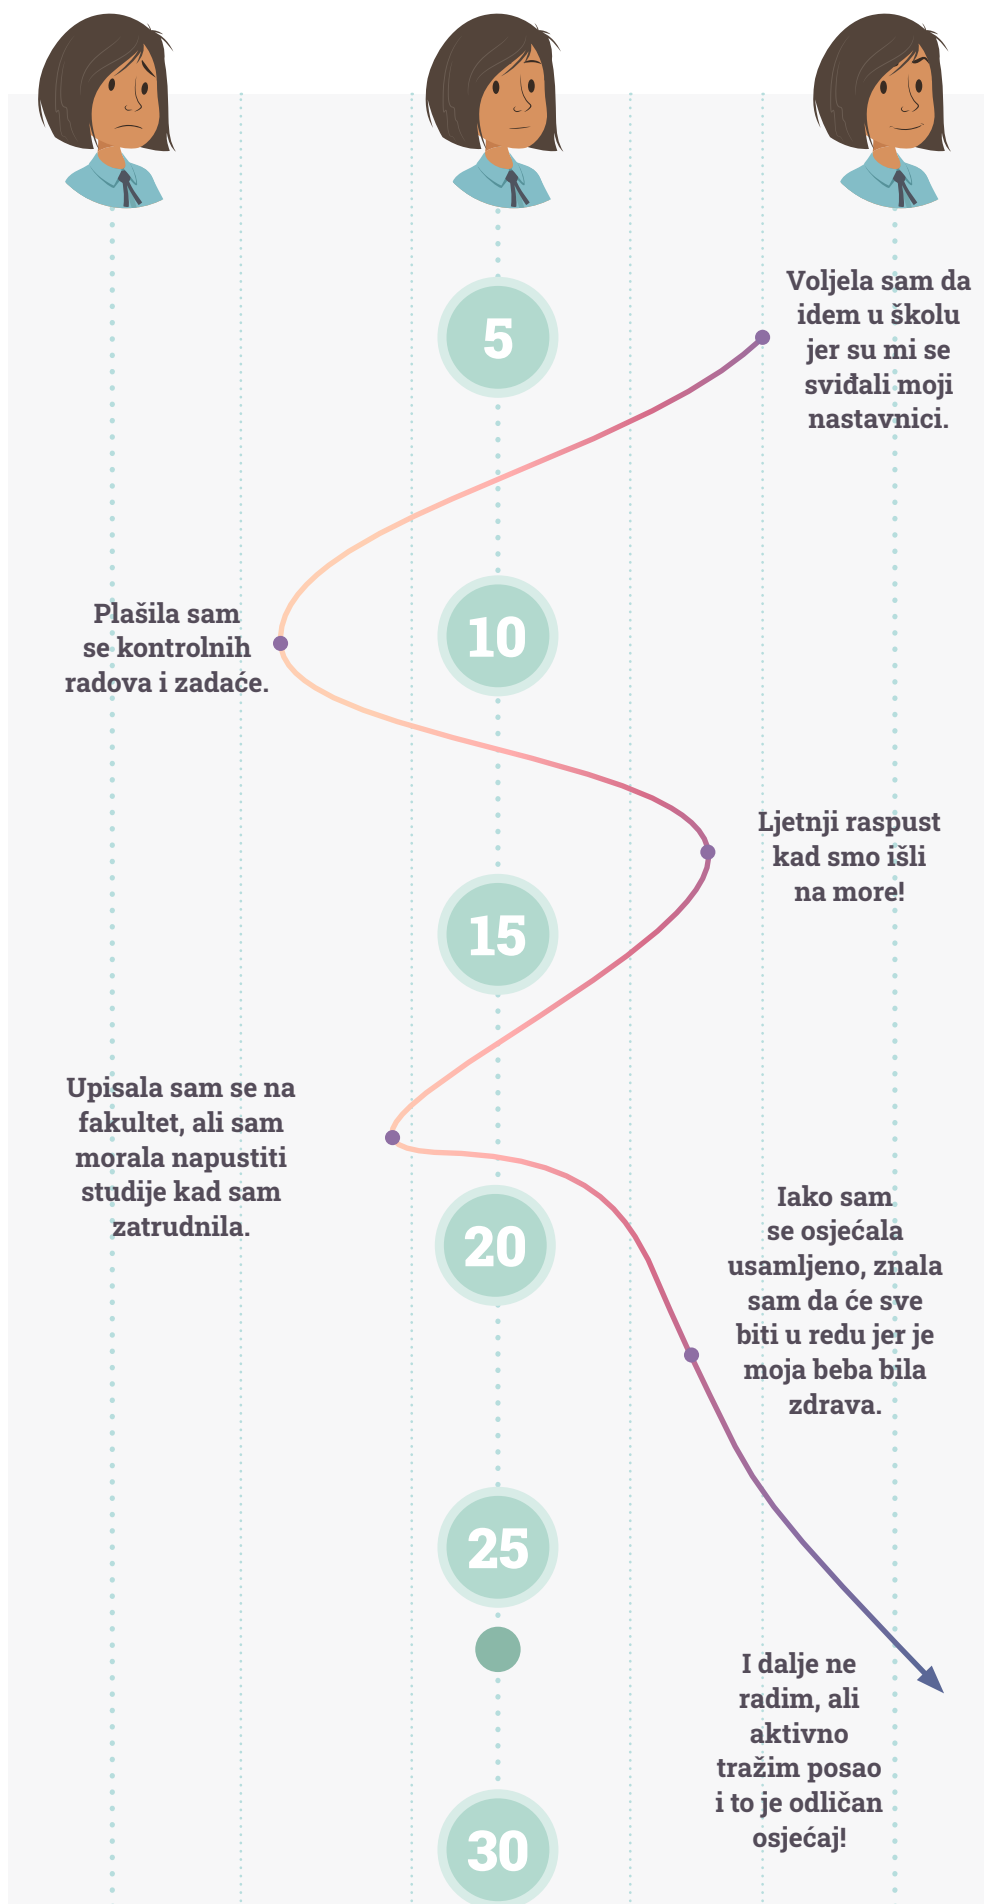 5
Voljela sam da
idem u školu
jer su mi se
sviđali moji
nastavnici.
Plašila sam
se kontrolnih
radova i zadaće.
10
Ljetnji raspust
kad smo išli
na more!
15
Upisala sam se na
fakultet, ali sam
morala napustiti
studije kad sam
zatrudnila.
20
Iako sam
se osjećala
usamljeno, znala
sam da će sve
biti u redu jer je
moja beba bila
zdrava.
25
I dalje ne
radim, ali
aktivno
tražim posao
i to je odličan
osjećaj!
30